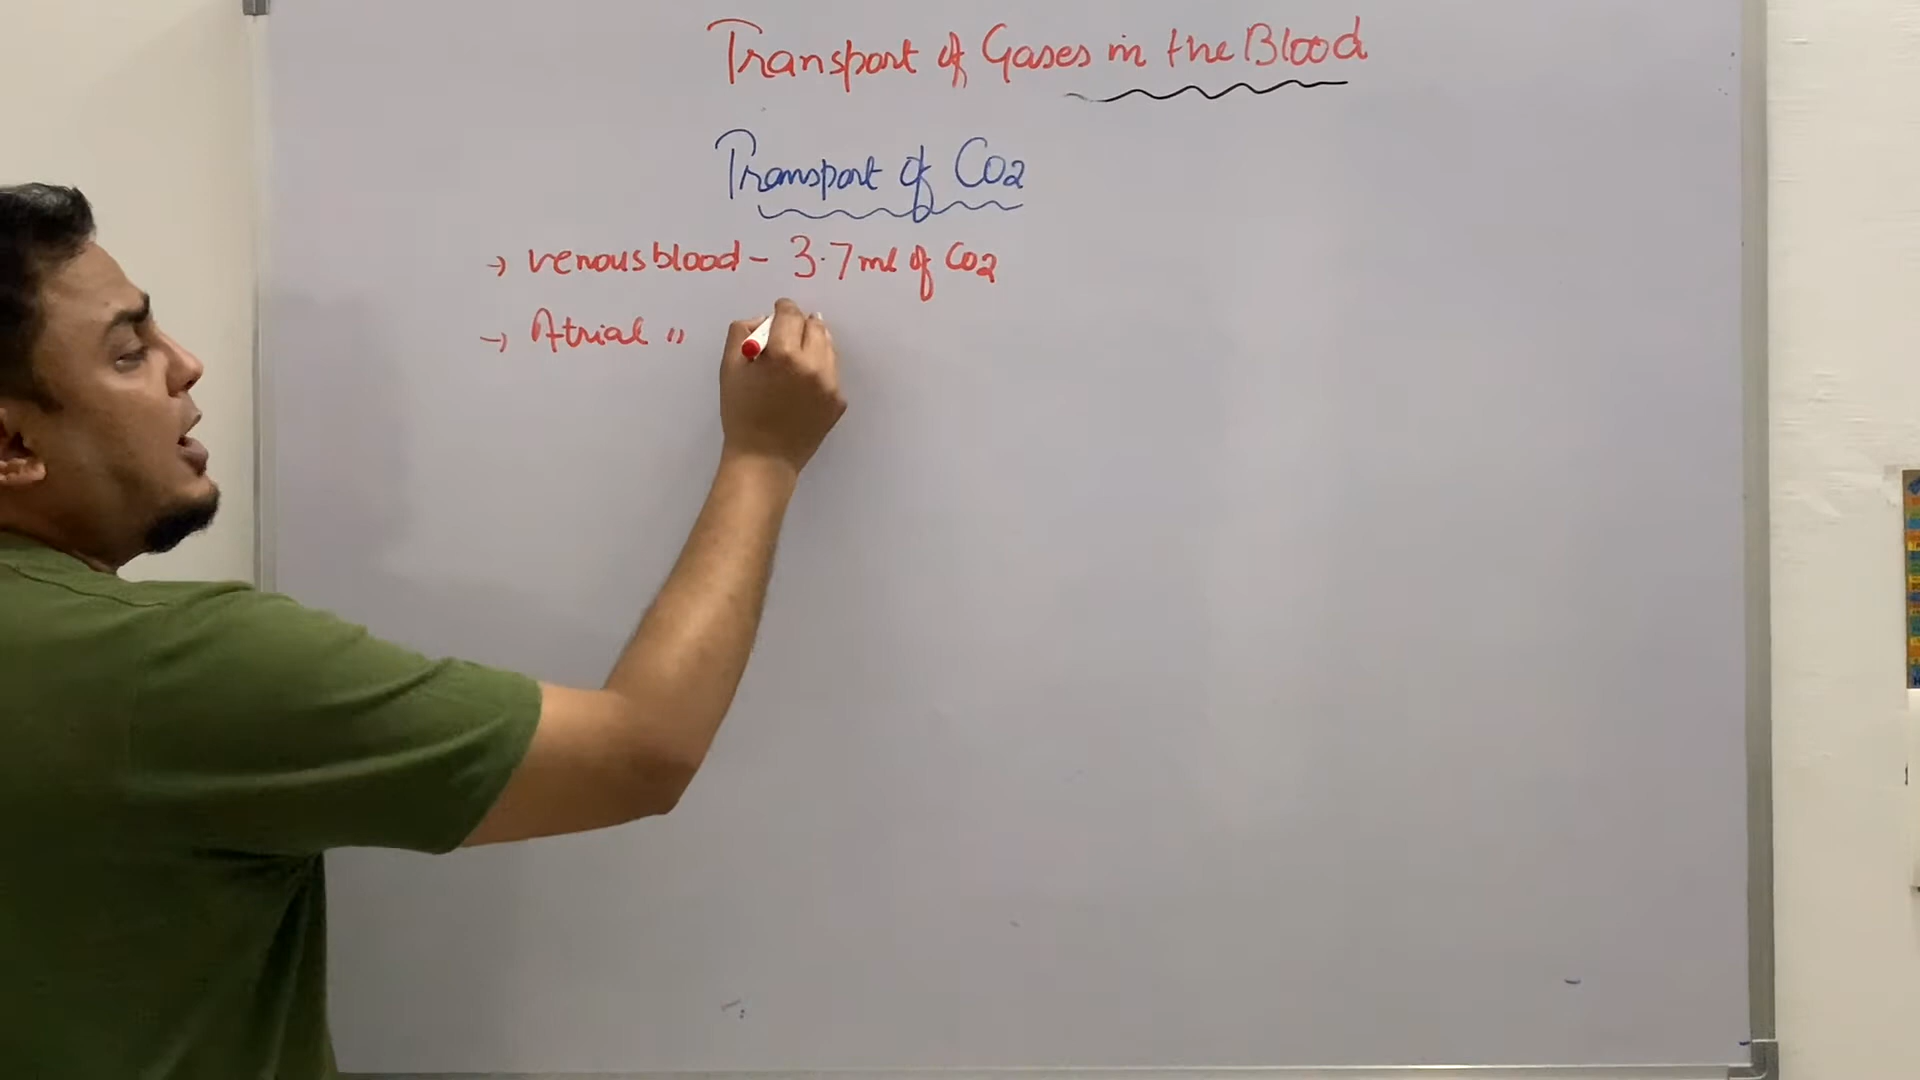 Transport of Gases in the Blood
Transport of CO2
→ venous blood - 3.7 ml of CO2
→ Atrial "